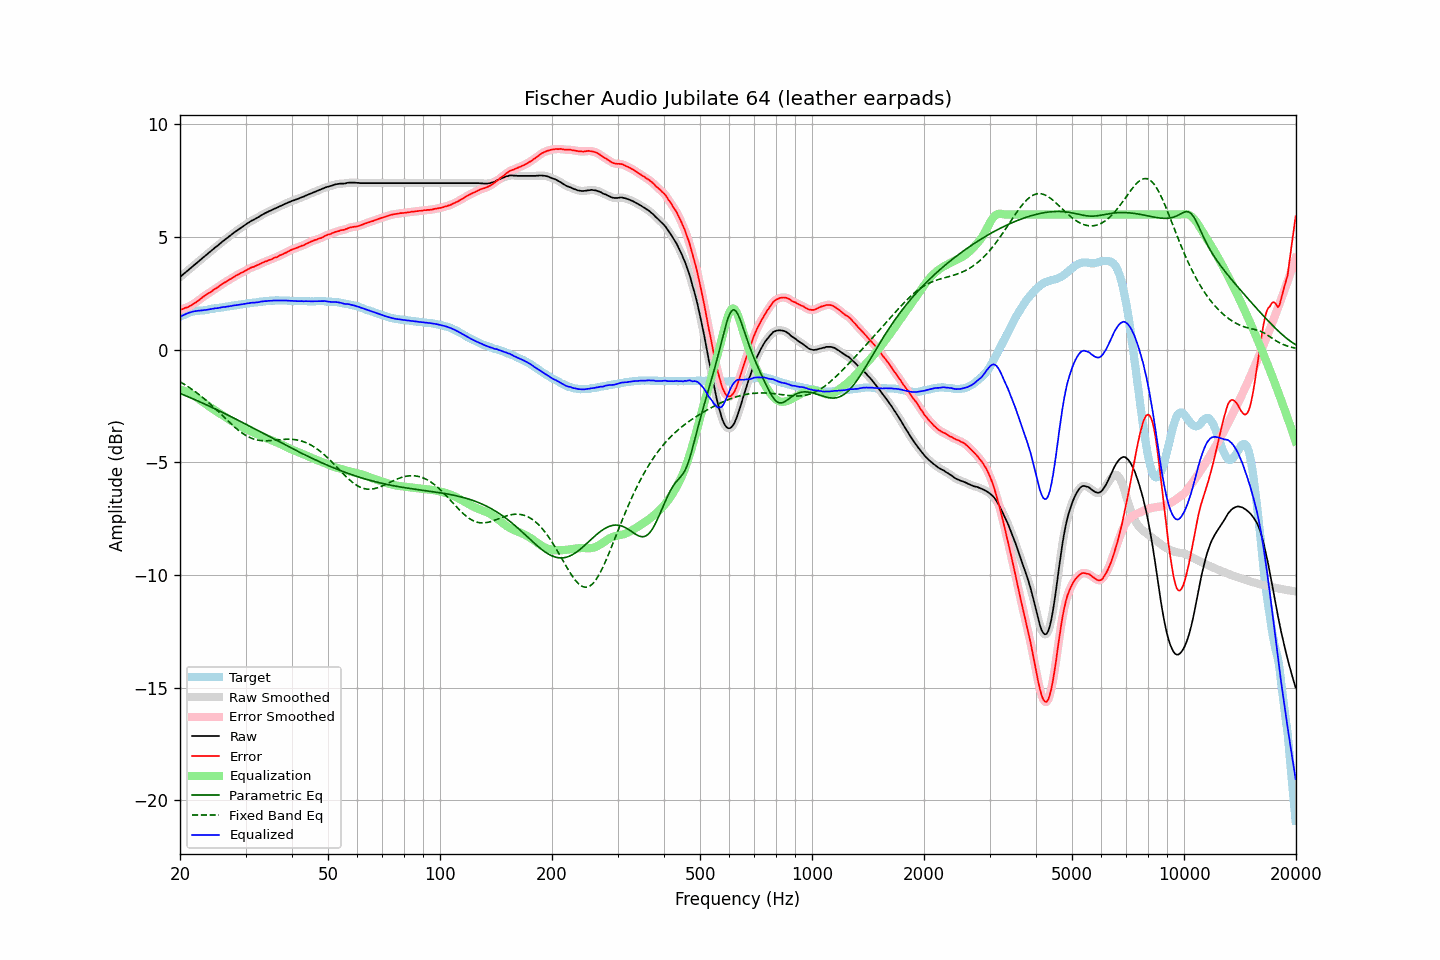 Fischer Audio Jubilate 64 (leather earpads)
Amplitude (dBr)
10
5
0
−5
−10
−15
−20
Target
Raw Smoothed
Error Smoothed
Raw
Error
Equalization
Parametric Eq
Fixed Band Eq
Equalized
20 50 100 200 500 1000 2000 5000 10000 20000
Frequency (Hz)